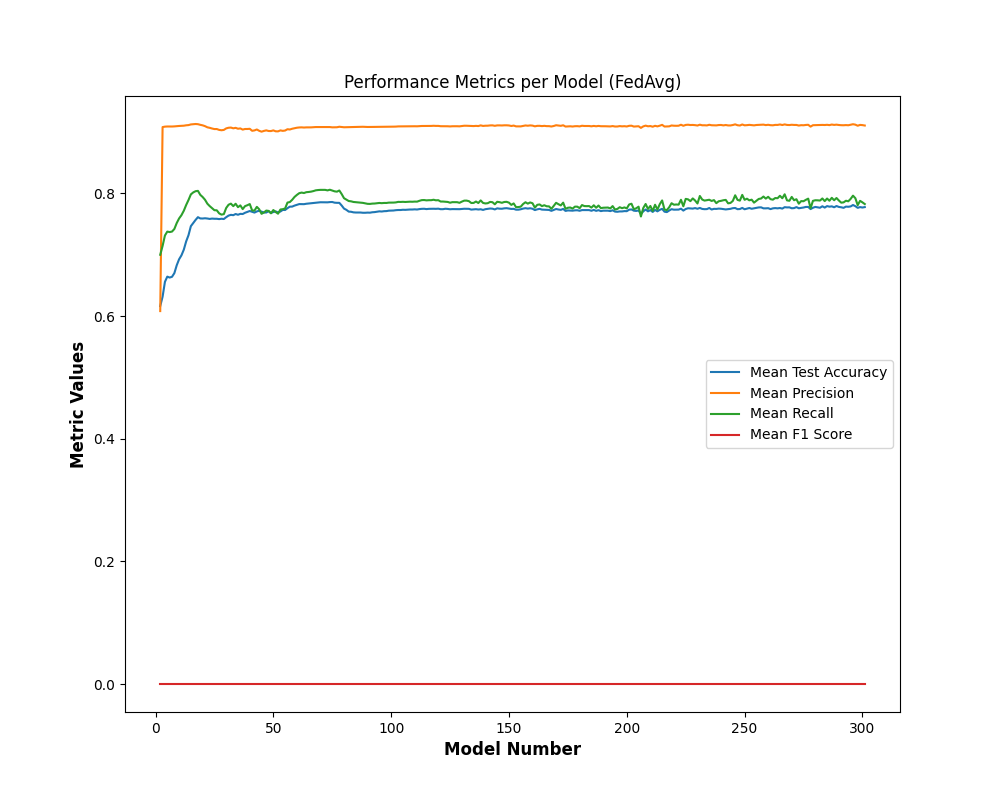 Performance Metrics per Model (FedAvg)
Metric Values
0.8
0.6
0.4
0.2
0.0
Mean Test Accuracy
Mean Precision
Mean Recall
Mean F1 Score
0 50 100 150 200 250 300
Model Number